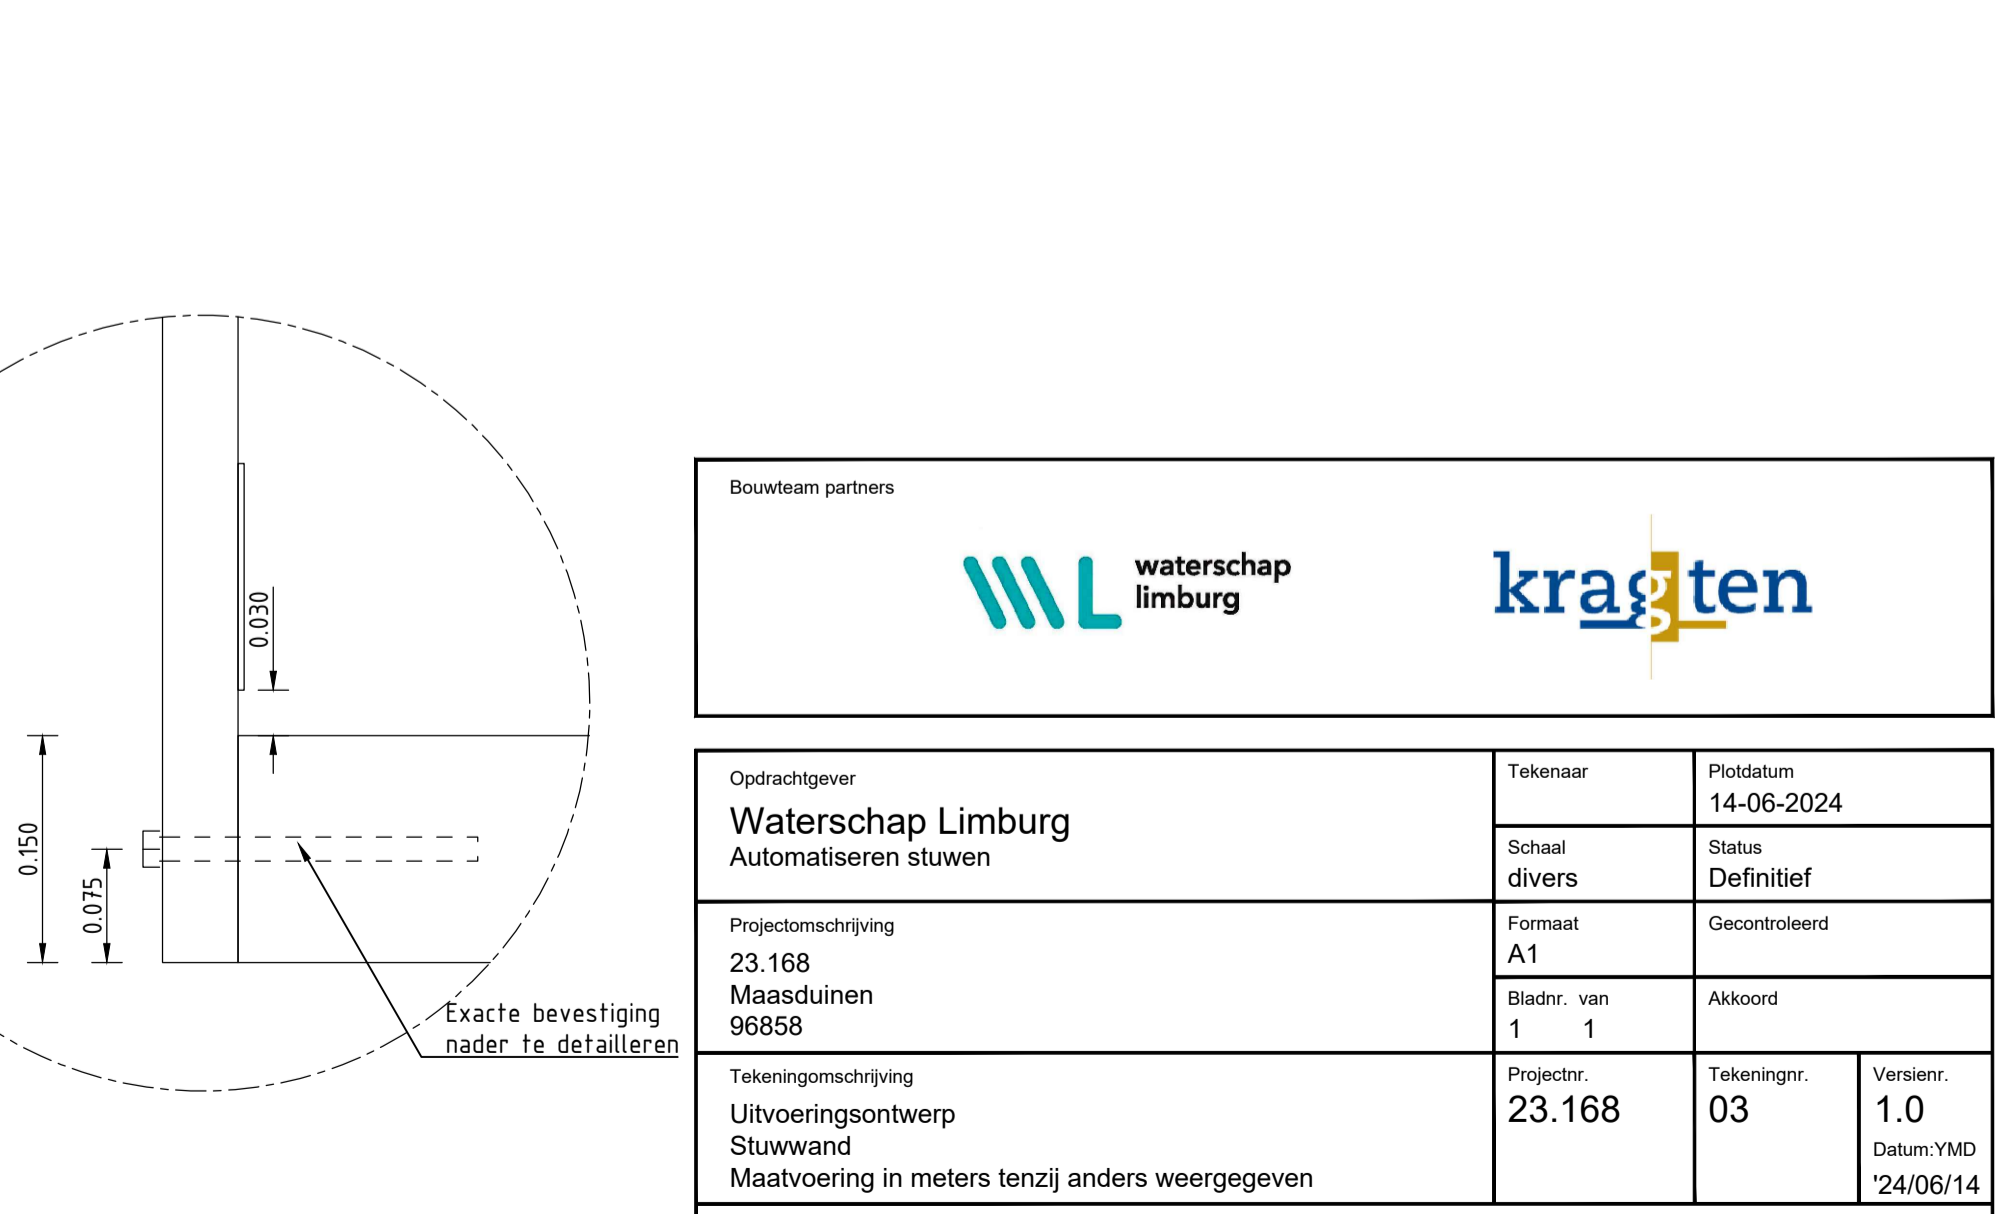 0.030
0.150
0.075
Exacte bevestiging
nader te detailleren
Bouwteam partners
waterschap
limburg
kragten
Opdrachtgever
Waterschap Limburg
Automatiseren stuwen
Tekenaar
Plotdatum
14-06-2024
Schaal
divers
Status
Definitief
Projectomschrijving
23.168
Maasduinen
96858
Formaat
A1
Gecontroleerd
Bladnr. van
1 1
Akkoord
Tekeningomschrijving
Uitvoeringsontwerp
Stuwwand
Maatvoering in meters tenzij anders weergegeven
Projectnr.
23.168
Tekeningnr.
03
Versienr.
1.0
Datum:YMD
'24/06/14